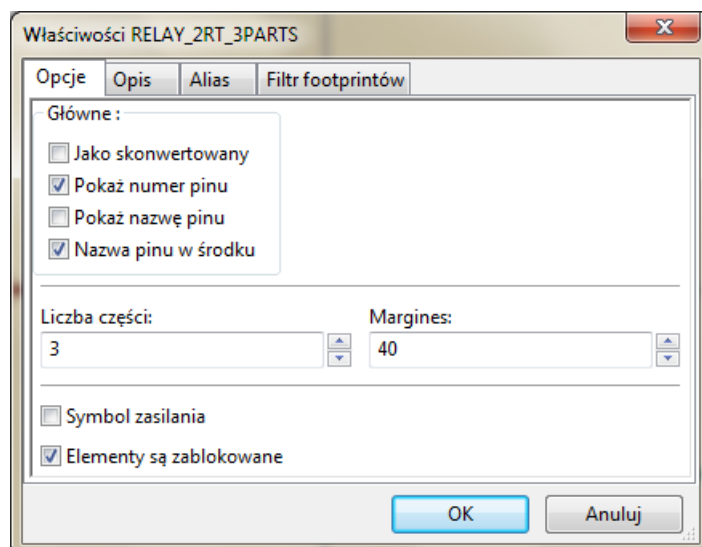 Właściwości RELAY_2RT_3PARTS
Opcje Opis Alias Filtr footprintów
Główne :
Jako skonwertowany
Pokaż numer pinu
Pokaż nazwę pinu
Nazwa pinu w środku
Liczba części: Margines:
3 40
Symbol zasilania
Elementy są zablokowane
OK Anuluj